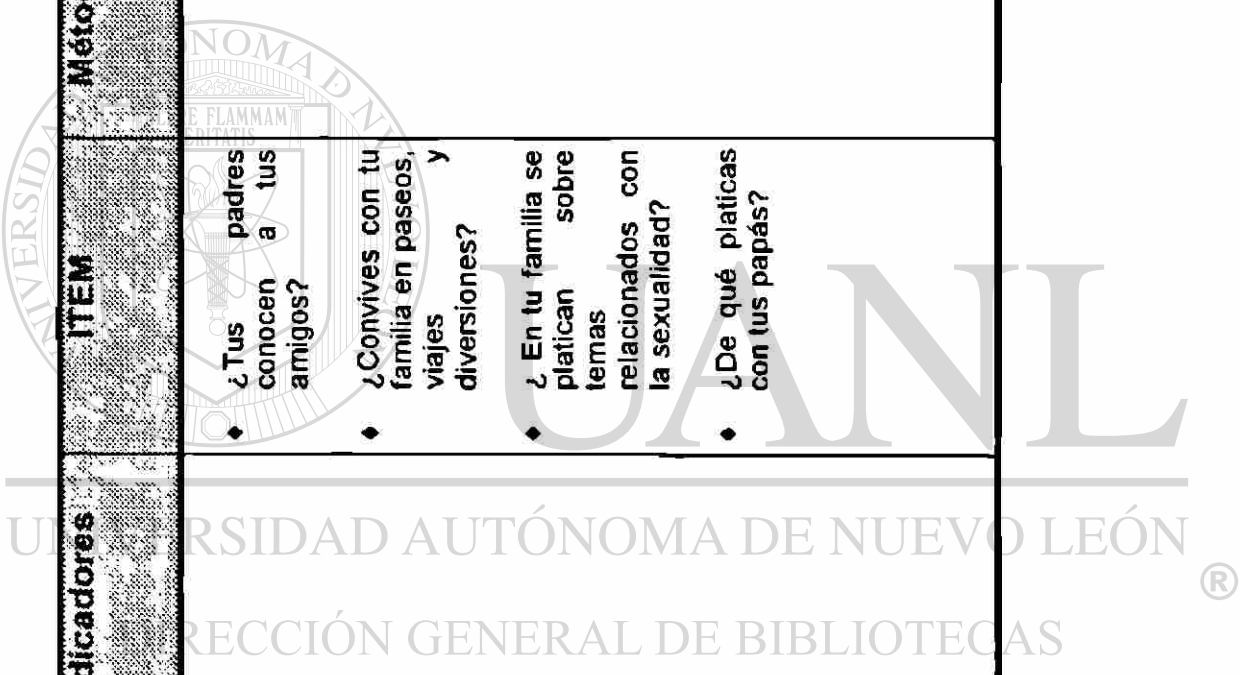 dicadores
ITEM
Méto
¿Tus padres
conocen a tus
amigos?
¿Convives con tu
familia en paseos,
viajes y
diversiones?
¿ En tu familia se
platican sobre
temas
relacionados con
la sexualidad?
¿De qué platicas
con tus papás?
UANL
UNIVERSIDAD AUTÓNOMA DE NUEVO LEÓN
®
DIRECCIÓN GENERAL DE BIBLIOTECAS